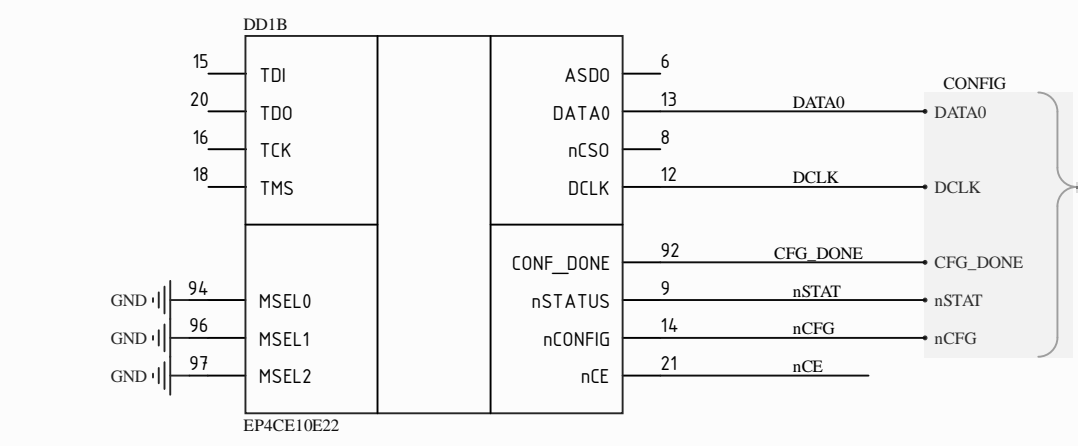 DD1B
15 TDI ASDO 6
CONFIG
20 TDO DATA0 13 DATA0 DATA0
16 TCK nCSO 8
18 TMS DCLK 12 DCLK DCLK
CONF_DONE 92 CFG_DONE CFG_DONE
GND 94 MSEL0 nSTATUS 9 nSTAT nSTAT
GND 96 MSEL1 nCONFIG 14 nCFG nCFG
GND 97 MSEL2 nCE 21 nCE
EP4CE10E22